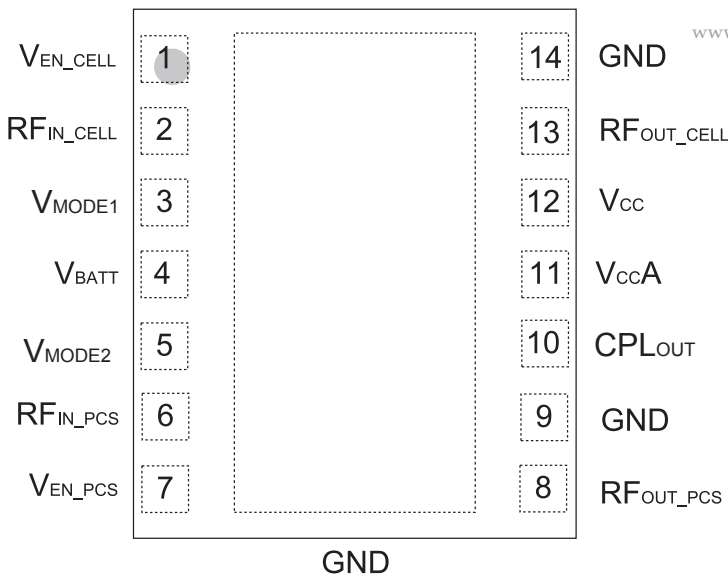 www
VEN_CELL 1 14 GND
RFIN_CELL 2 13 RFOUT_CELL
VMODE1 3 12 VCC
VBATT 4 11 VCCA
VMODE2 5 10 CPLOUT
RFIN_PCS 6 9 GND
VEN_PCS 7 8 RFOUT_PCS
GND